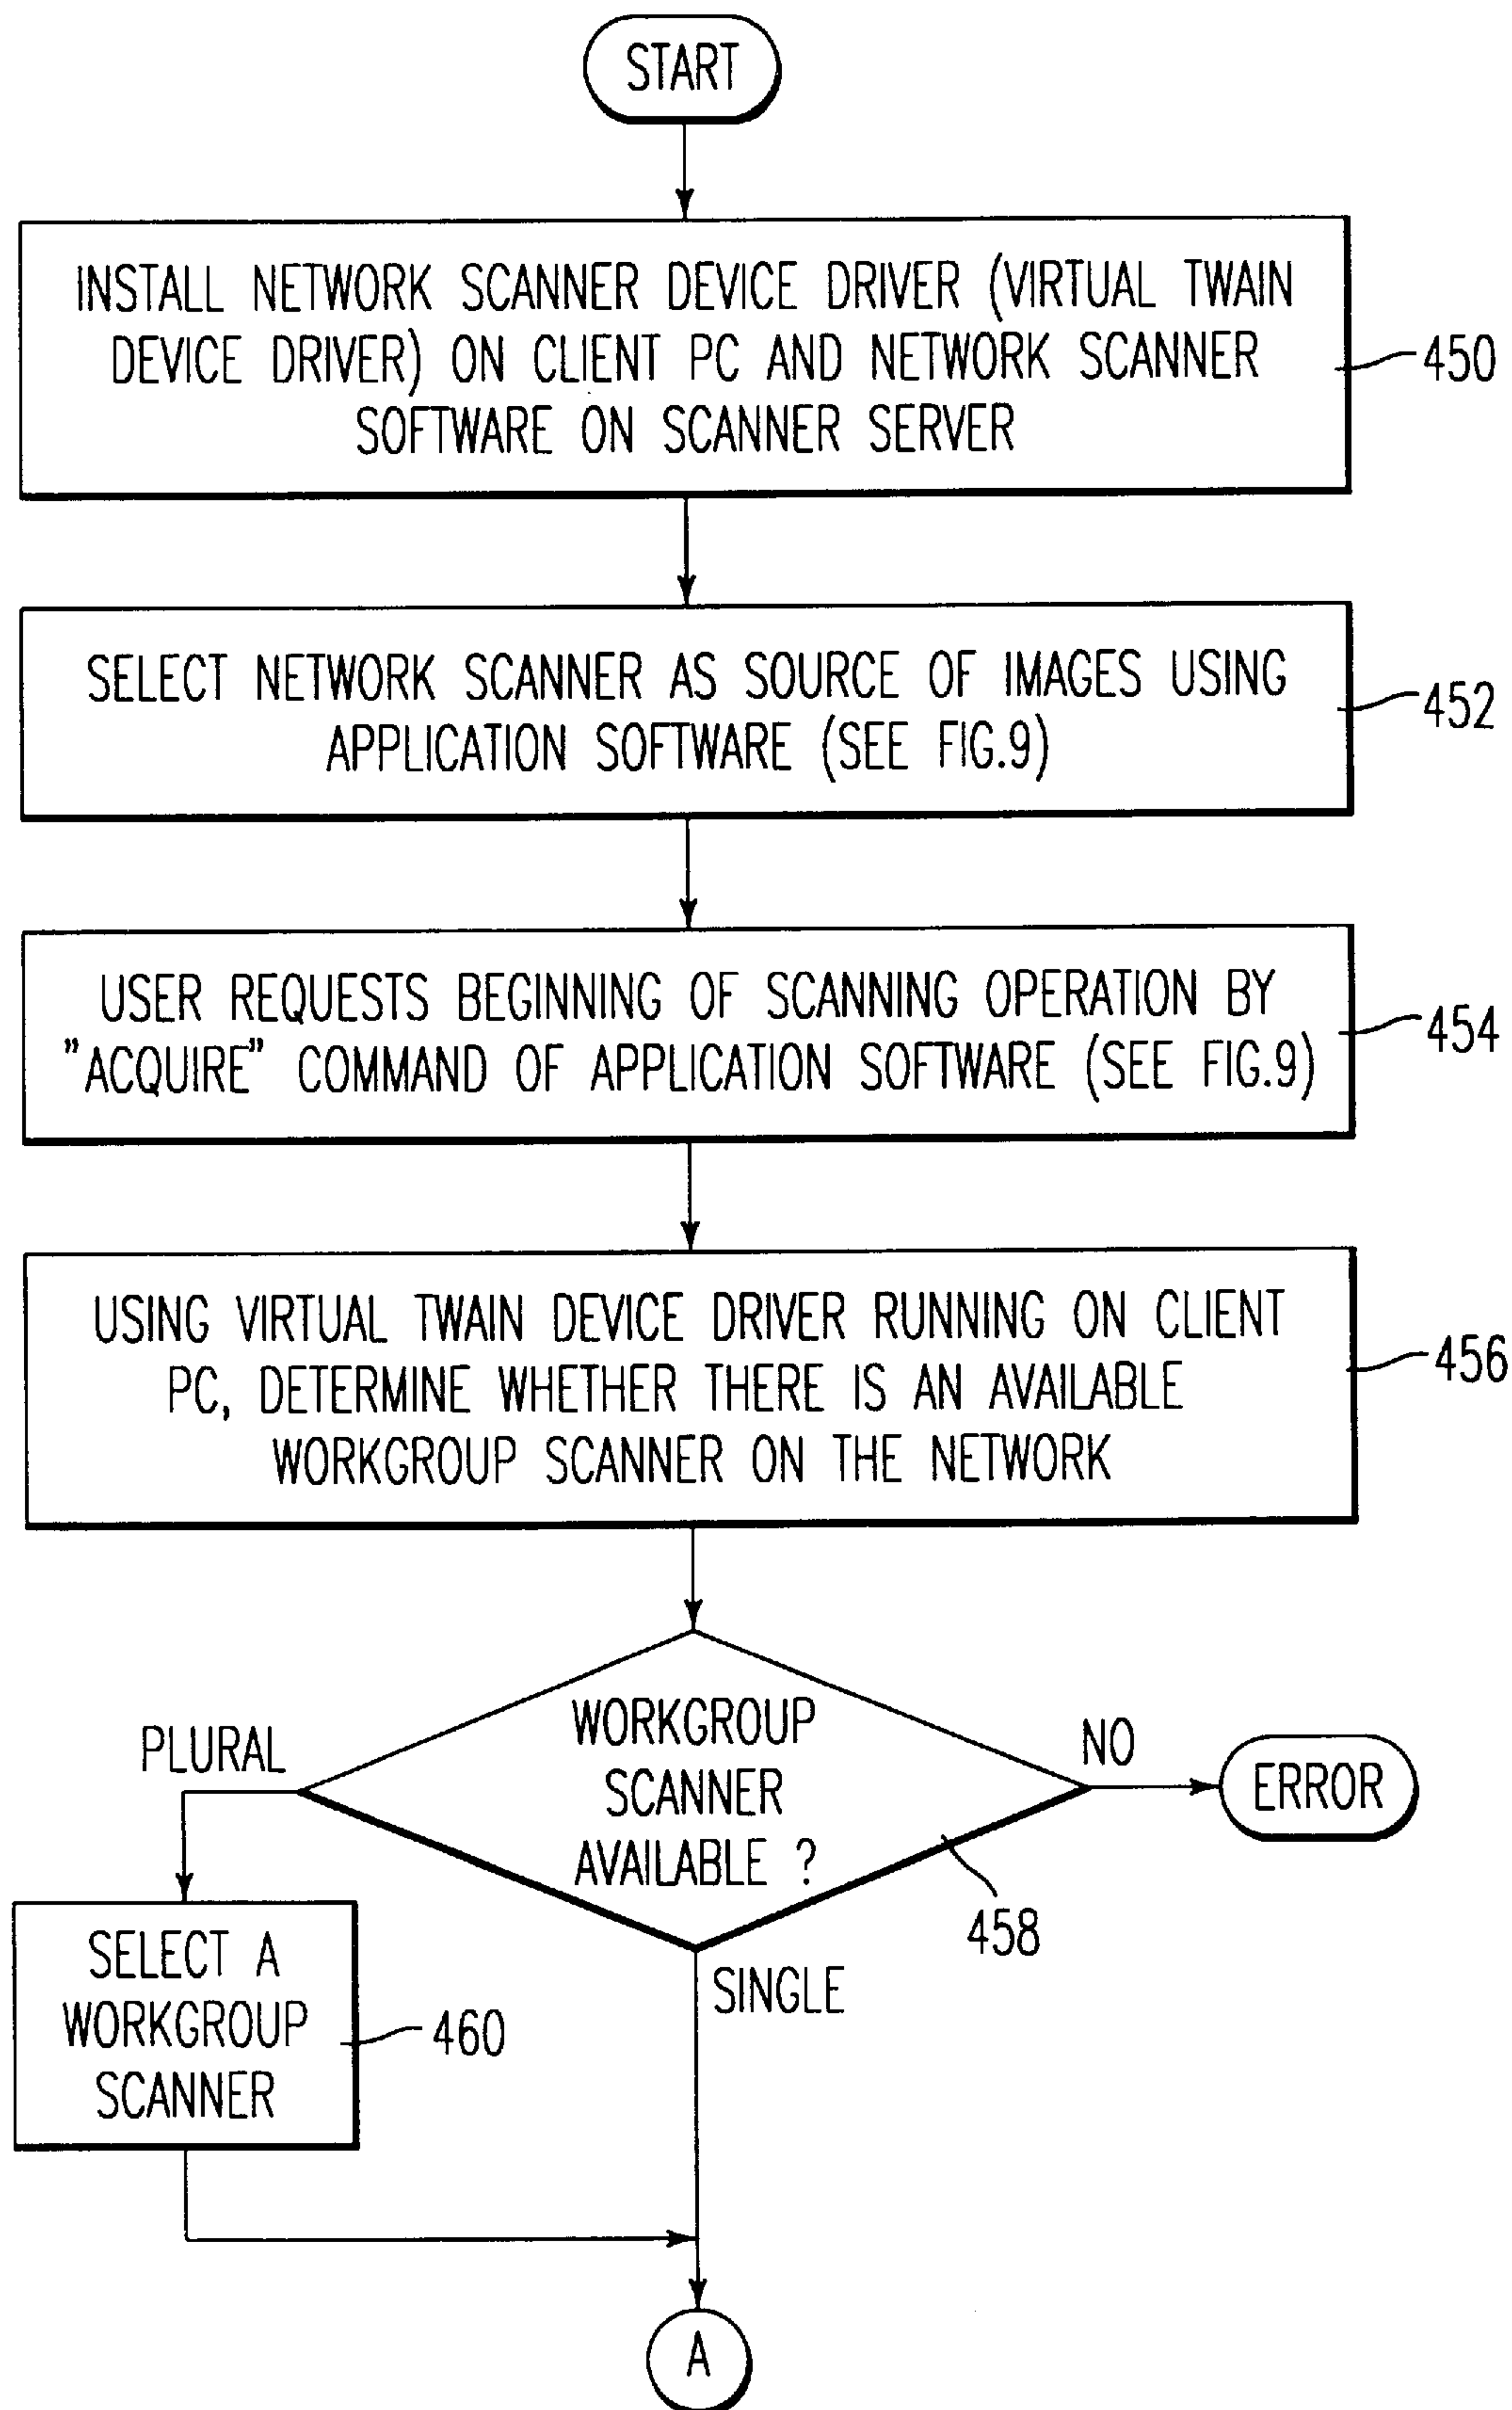 START
INSTALL NETWORK SCANNER DEVICE DRIVER (VIRTUAL TWAIN
DEVICE DRIVER) ON CLIENT PC AND NETWORK SCANNER
SOFTWARE ON SCANNER SERVER
450
SELECT NETWORK SCANNER AS SOURCE OF IMAGES USING
APPLICATION SOFTWARE (SEE FIG.9)
452
USER REQUESTS BEGINNING OF SCANNING OPERATION BY
"ACQUIRE" COMMAND OF APPLICATION SOFTWARE (SEE FIG.9)
454
USING VIRTUAL TWAIN DEVICE DRIVER RUNNING ON CLIENT
PC, DETERMINE WHETHER THERE IS AN AVAILABLE
WORKGROUP SCANNER ON THE NETWORK
456
WORKGROUP
SCANNER
AVAILABLE ?
458
PLURAL
NO
ERROR
SINGLE
SELECT A
WORKGROUP
SCANNER
460
A